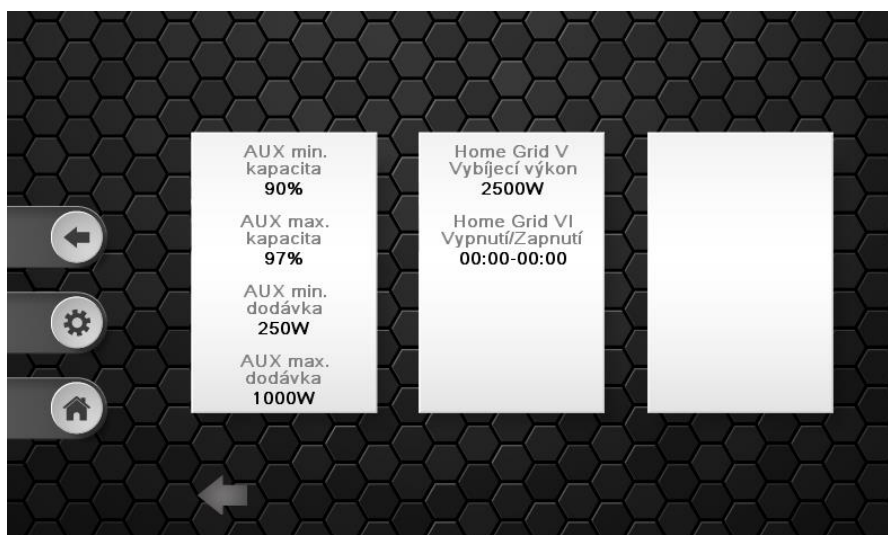 AUX min.
kapacita
90%
AUX max.
kapacita
97%
AUX min.
dodávka
250W
AUX max.
dodávka
1000W
Home Grid V
Vybíjecí výkon
2500W
Home Grid VI
Vypnutí/Zapnutí
00:00-00:00